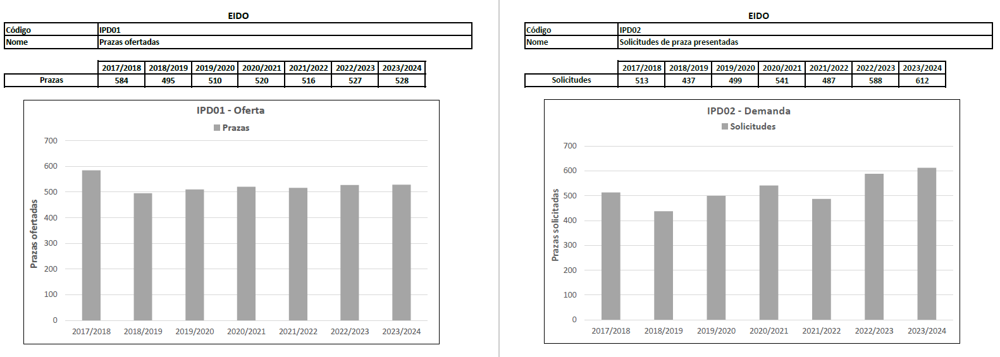 EIDO
Código IPD01
Nome Prazas ofertadas
2017/2018 2018/2019 2019/2020 2020/2021 2021/2022 2022/2023 2023/2024
Prazas 584 495 510 520 516 527 528
IPD01 - Oferta
Prazas
Prazas ofertadas
700
600
500
400
300
200
100
0
2017/2018 2018/2019 2019/2020 2020/2021 2021/2022 2022/2023 2023/2024
EIDO
Código IPD02
Nome Solicitudes de praza presentadas
2017/2018 2018/2019 2019/2020 2020/2021 2021/2022 2022/2023 2023/2024
Solicitudes 513 437 499 541 487 588 612
IPD02 - Demanda
Solicitudes
Prazas solicitadas
700
600
500
400
300
200
100
0
2017/2018 2018/2019 2019/2020 2020/2021 2021/2022 2022/2023 2023/2024